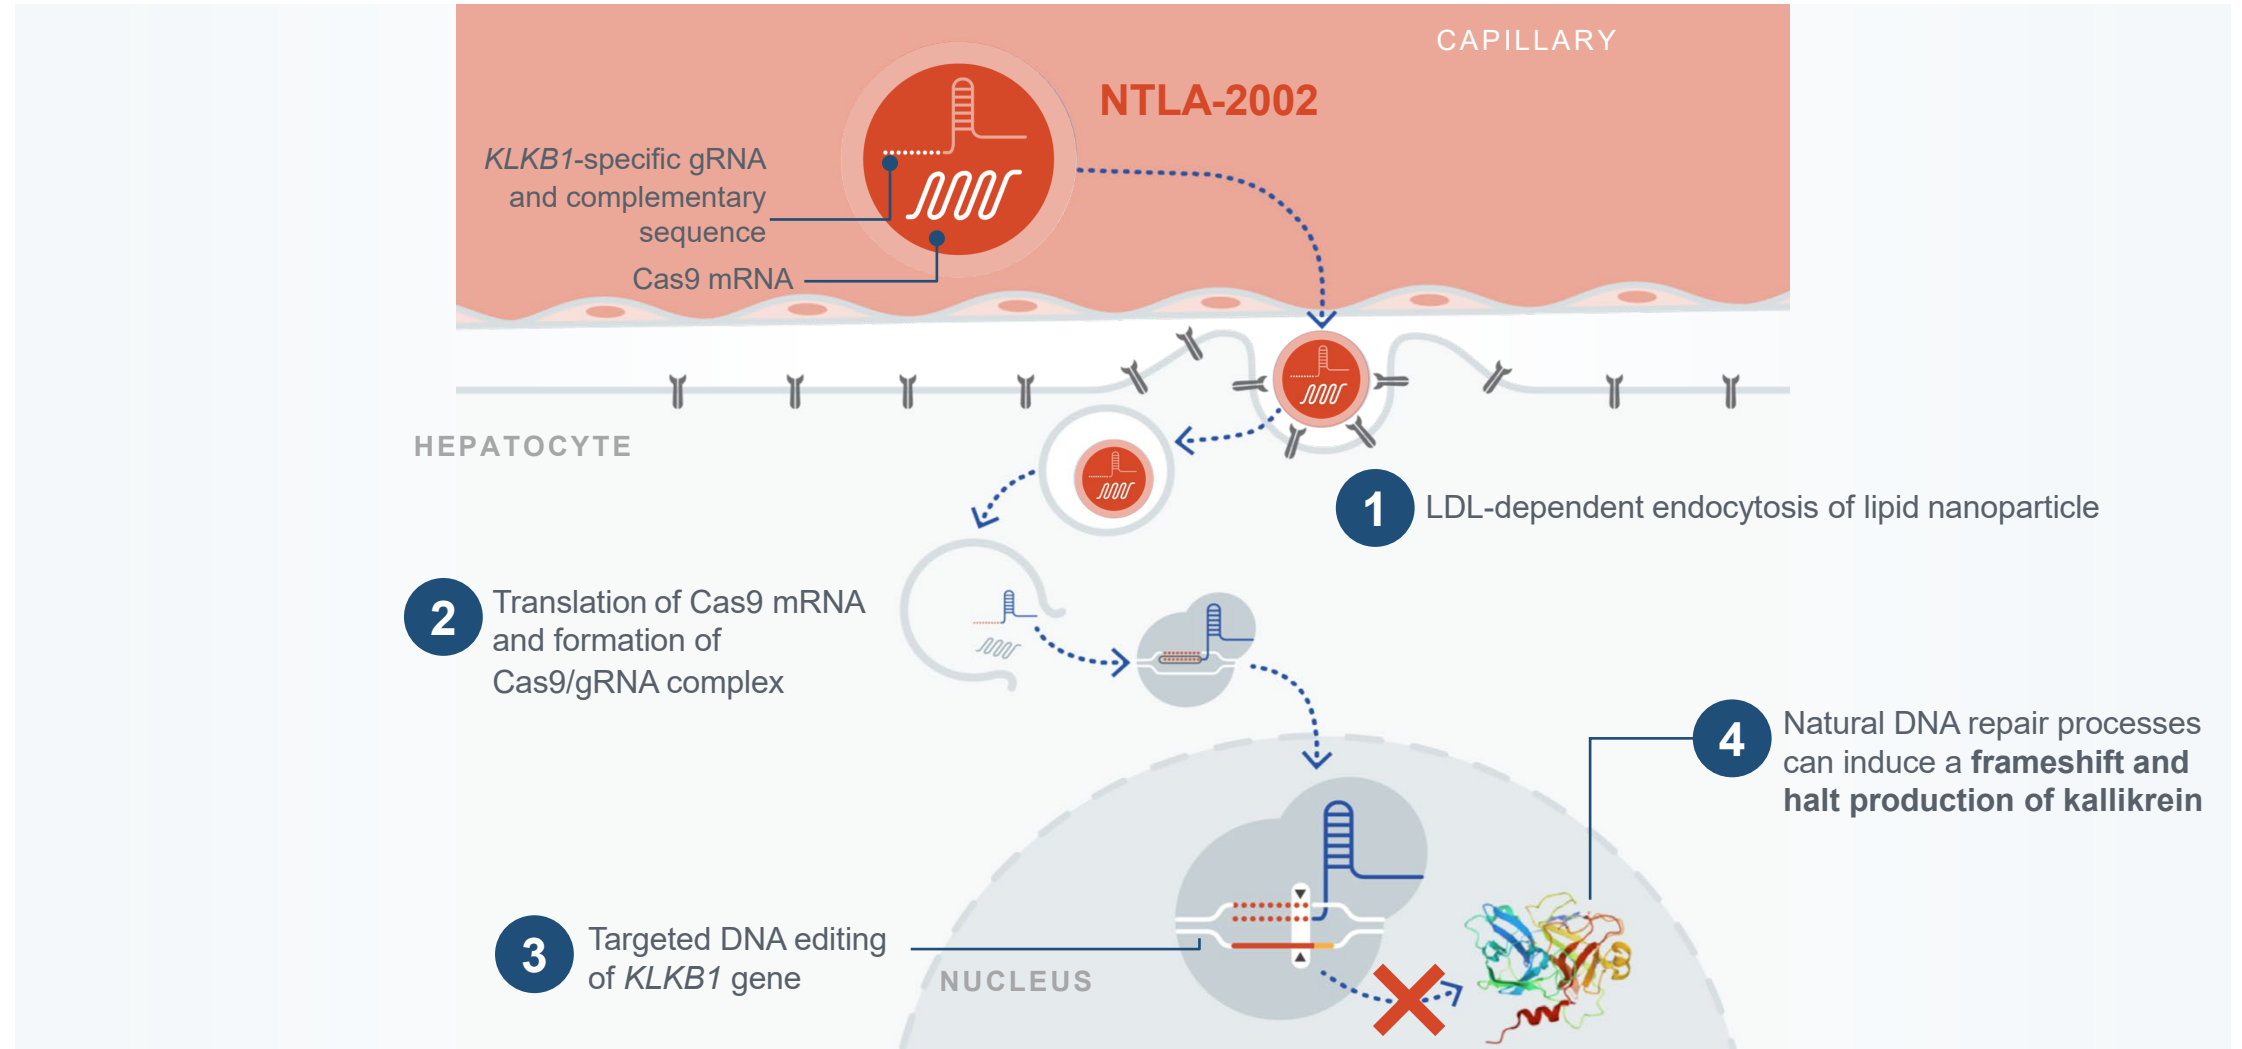 CAPILLARY
NTLA-2002
KLKB1-specific gRNA
and complementary
sequence
Cas9 mRNA
HEPATOCYTE
1
LDL-dependent endocytosis of lipid nanoparticle
2
Translation of Cas9 mRNA
and formation of
Cas9/gRNA complex
4
Natural DNA repair processes
can induce a frameshift and
halt production of kallikrein
3
Targeted DNA editing
of KLKB1 gene
NUCLEUS